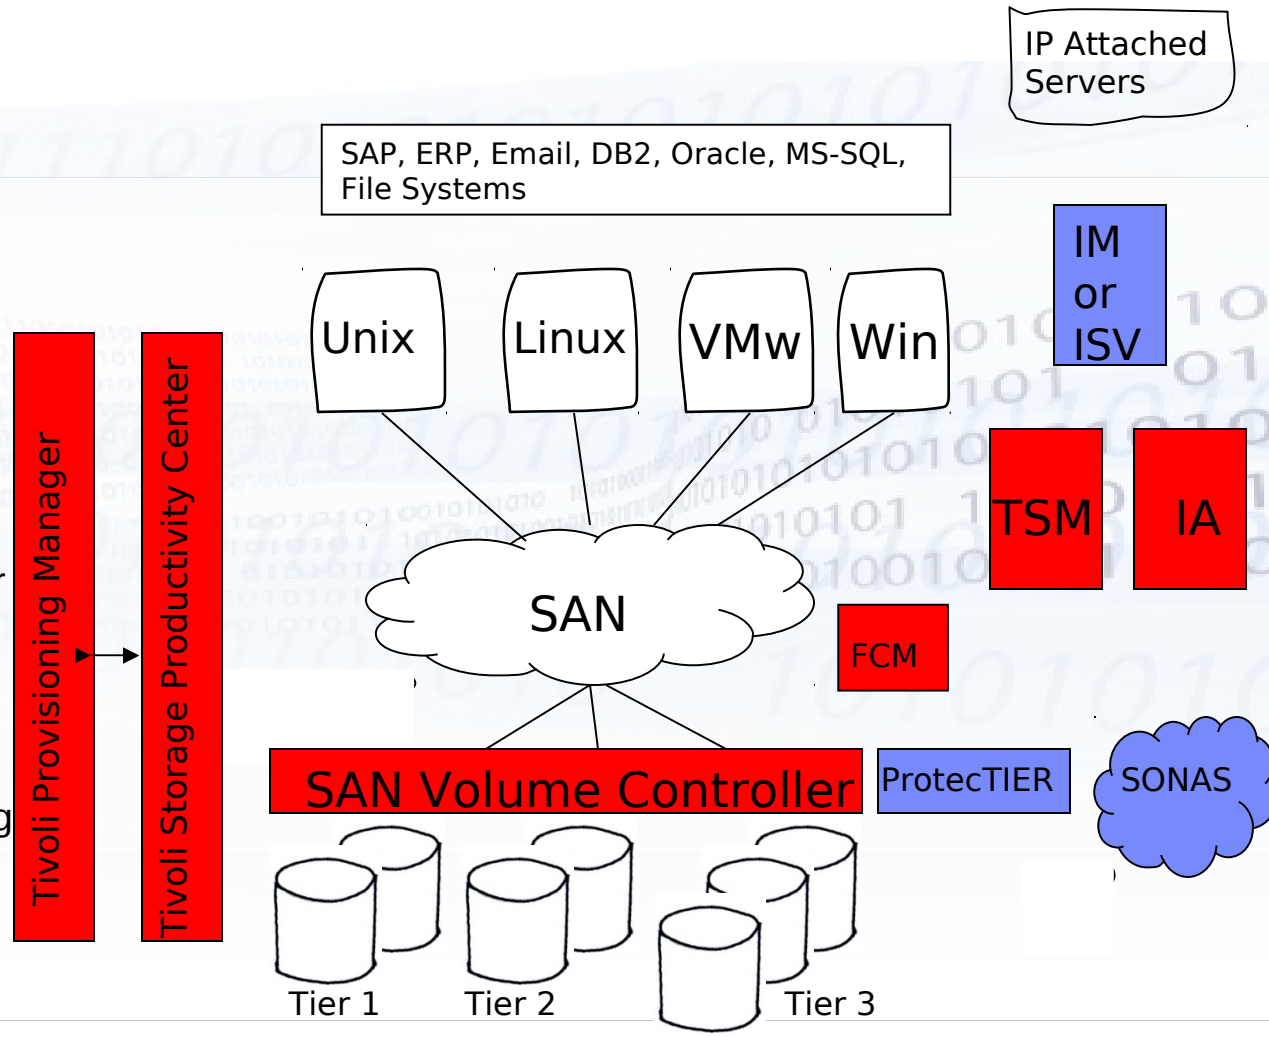 IP Attached
Servers
SAP, ERP, Email, DB2, Oracle, MS-SQL,
File Systems
IM
or
ISV
Unix
Linux
VMw
Win
Tivoli Provisioning Manager
Tivoli Storage Productivity Center
TSM
IA
SAN
FCM
SAN Volume Controller
ProtecTIER
SONAS
Tier 1
Tier 2
Tier 3